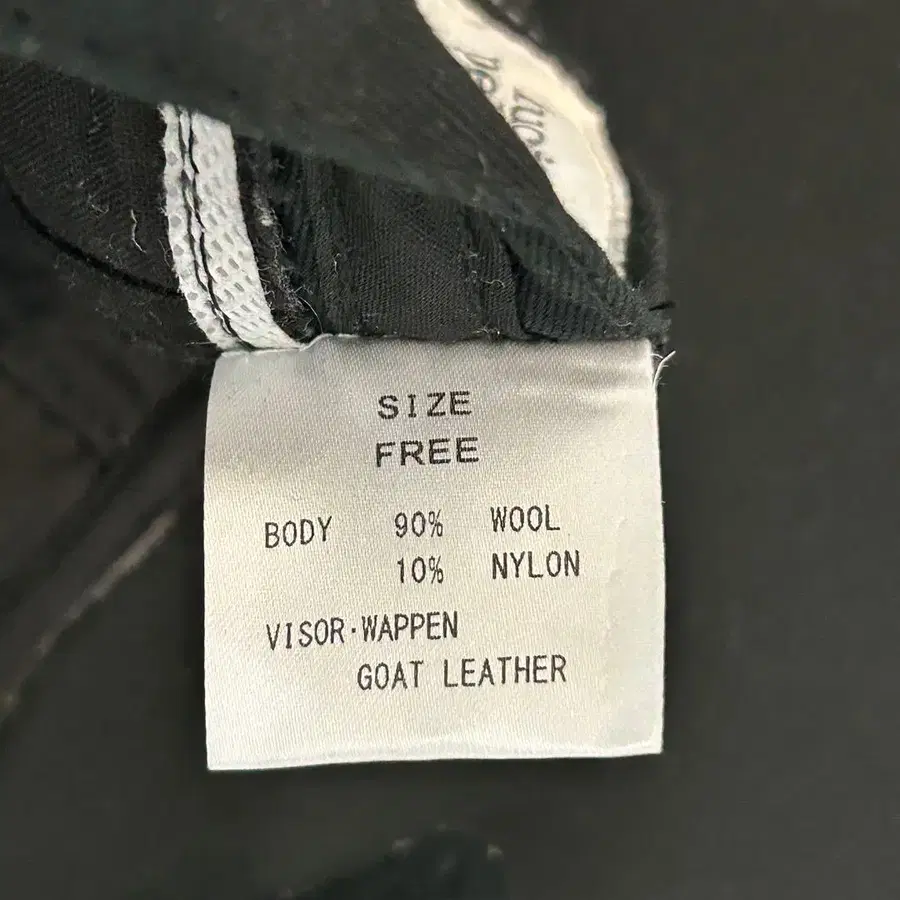 SIZE
FREE
BODY 90% WOOL
10% NYLON
VISOR·WAPPEN
GOAT LEATHER